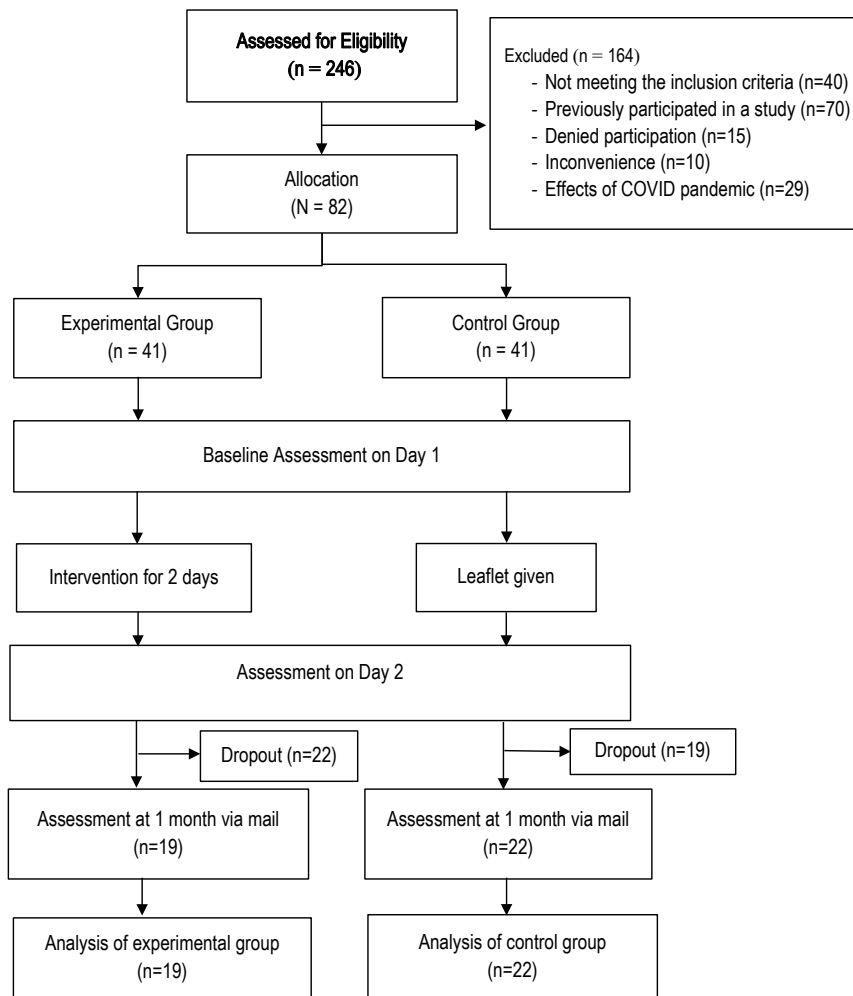 Assessed for Eligibility
(n = 246)
Excluded (n = 164)
- Not meeting the inclusion criteria (n=40)
- Previously participated in a study (n=70)
- Denied participation (n=15)
- Inconvenience (n=10)
- Effects of COVID pandemic (n=29)
Allocation
(N = 82)
Experimental Group
(n = 41)
Control Group
(n = 41)
Baseline Assessment on Day 1
Intervention for 2 days
Leaflet given
Assessment on Day 2
Dropout (n=22)
Dropout (n=19)
Assessment at 1 month via mail
(n=19)
Assessment at 1 month via mail
(n=22)
Analysis of experimental group
(n=19)
Analysis of control group
(n=22)